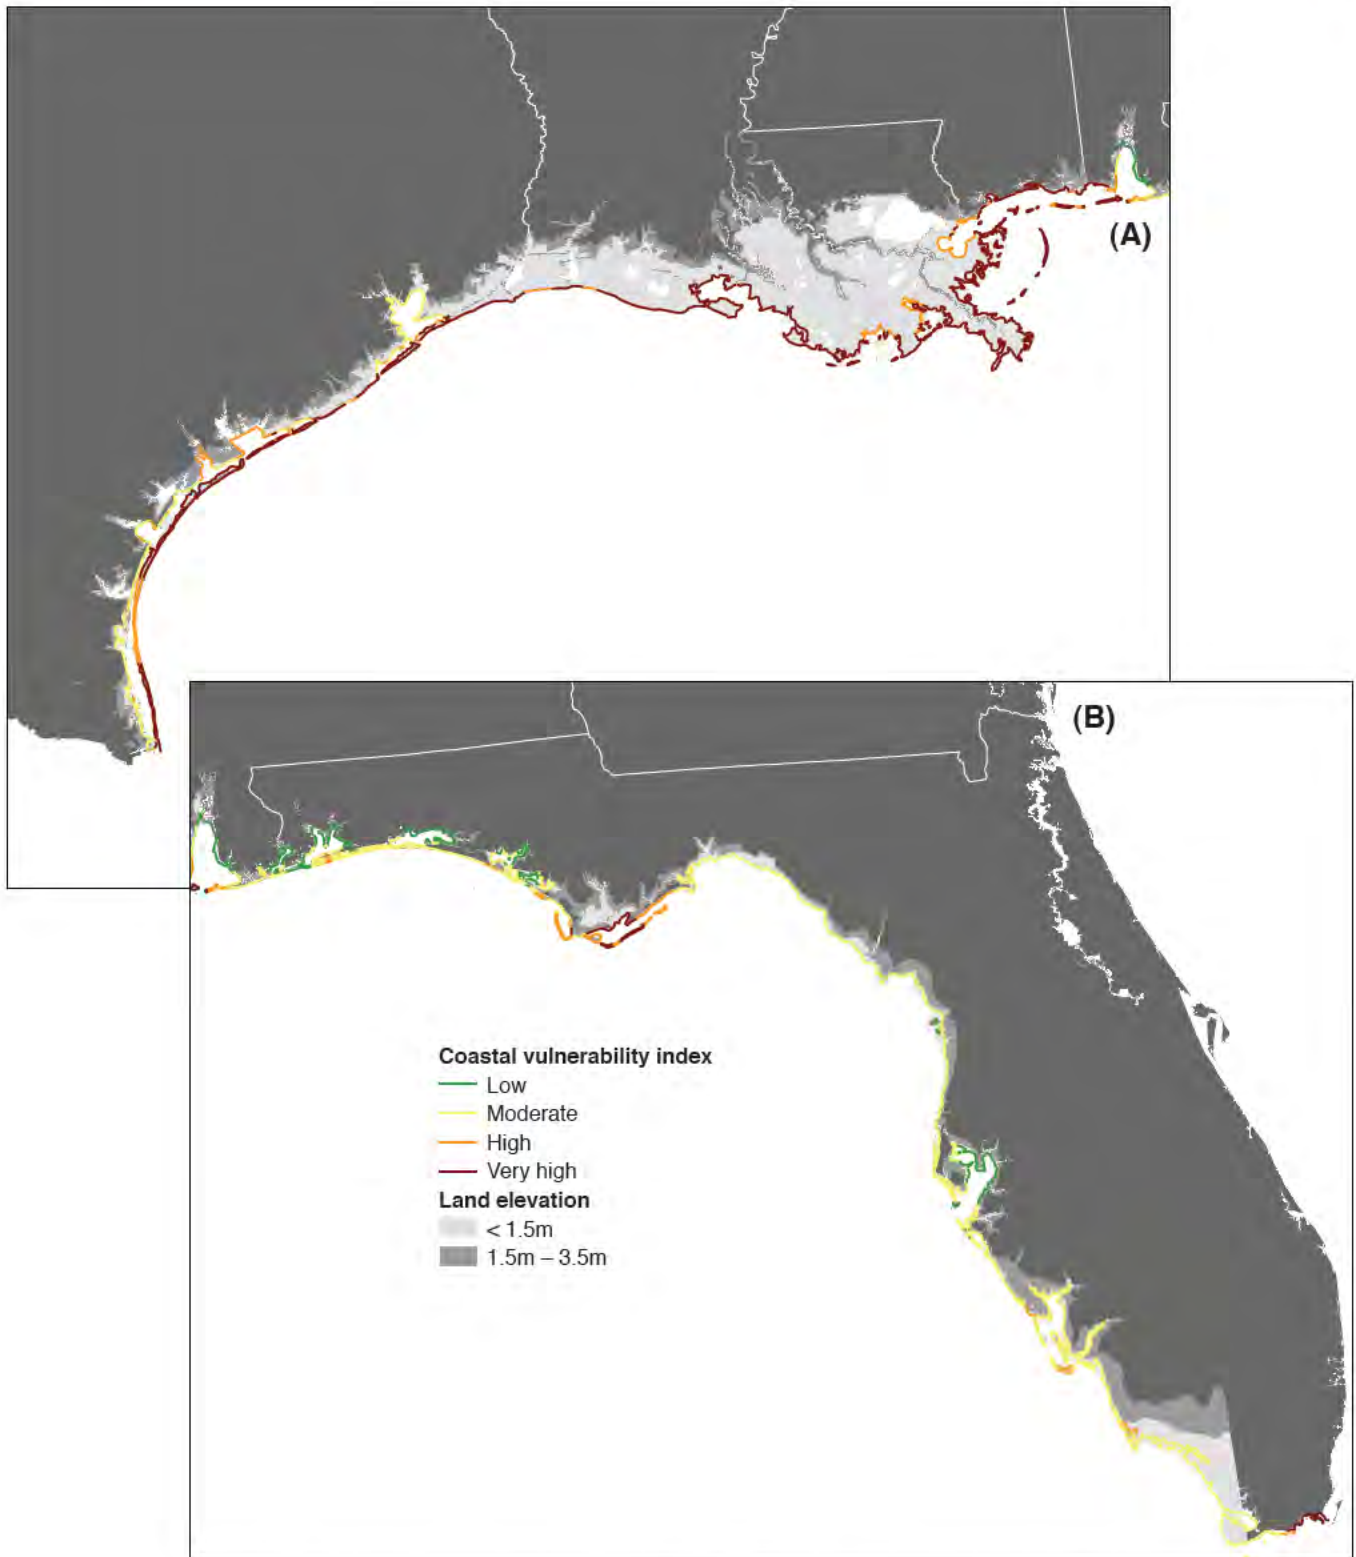 (A)
(B)
Coastal vulnerability index
Low
Moderate
High
Very high
Land elevation
< 1.5m
1.5m – 3.5m